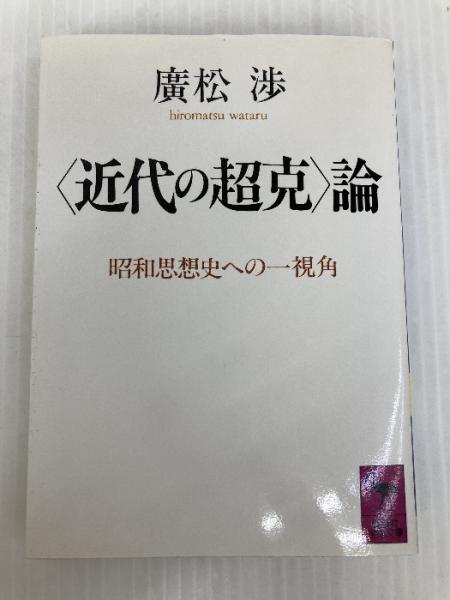 廣松 渉
hiromatsu wataru
〈近代の超克〉論
昭和思想史への一視角